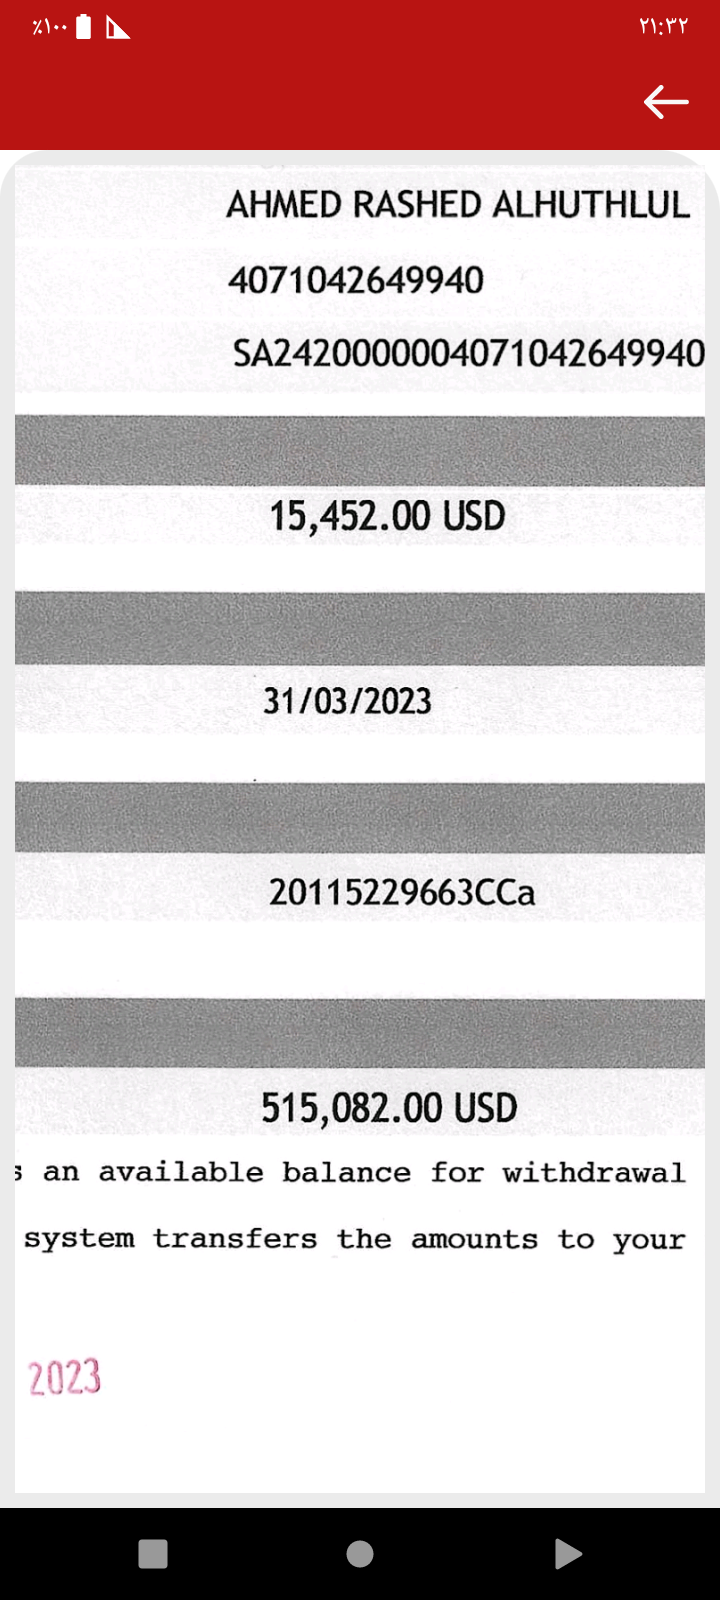 ٪١٠٠
٢١:٣٢
AHMED RASHED ALHUTHLUL
4071042649940
SA2420000004071042649940
15,452.00 USD
31/03/2023
20115229663CCa
515,082.00 USD
s an available balance for withdrawal
system transfers the amounts to your
2023